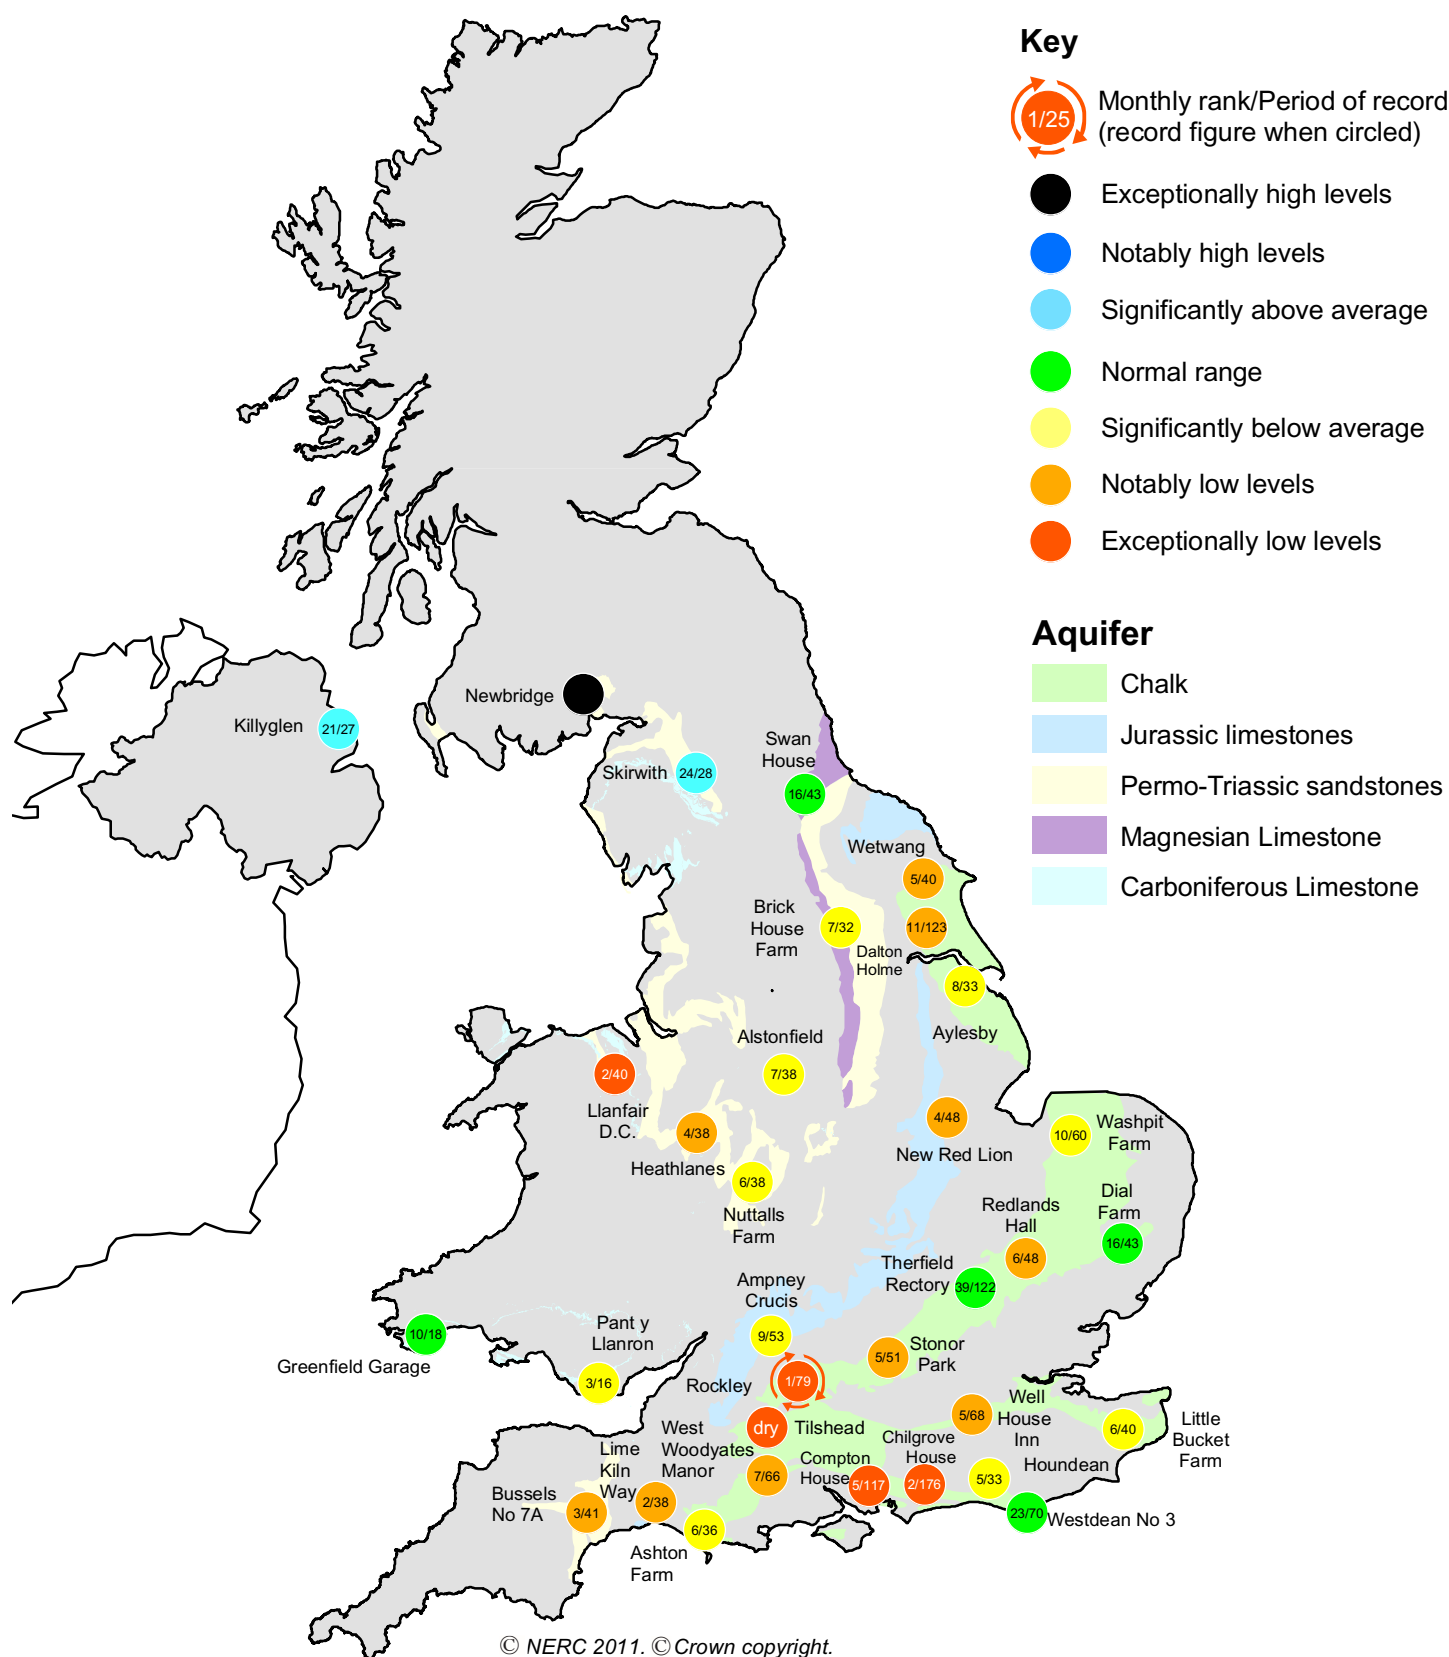 Key
1/25
Monthly rank/Period of record
(record figure when circled)
Exceptionally high levels
Notably high levels
Significantly above average
Normal range
Significantly below average
Notably low levels
Exceptionally low levels
Aquifer
Chalk
Jurassic limestones
Permo-Triassic sandstones
Magnesian Limestone
Carboniferous Limestone
Newbridge
Killyglen
21/27
Skirwith
24/28
Swan
House
16/43
Wetwang
5/40
Brick
House
Farm
7/32
11/123
Dalton
Holme
8/33
Aylesby
Alstonfield
7/38
2/40
Llanfair
D.C.
4/38
Heathlanes
6/38
Nuttalls
Farm
4/48
New Red Lion
10/60
Washpit
Farm
Dial
Farm
16/43
Redlands
Hall
6/48
Therfield
Rectory
39/122
Ampney
Crucis
9/53
Stonor
Park
5/51
10/18
Greenfield Garage
Pant y
Llanron
3/16
Rockley
1/79
dry
Tilshead
West
Woodyates
Manor
7/66
Well
House
Inn
5/68
6/40
Little
Bucket
Farm
Chilgrove
House
2/176
Compton
House
5/117
Houndean
5/33
23/70
Westdean No 3
Lime
Kiln
Way
2/38
Bussels
No 7A
3/41
6/36
Ashton
Farm
© NERC 2011. © Crown copyright.